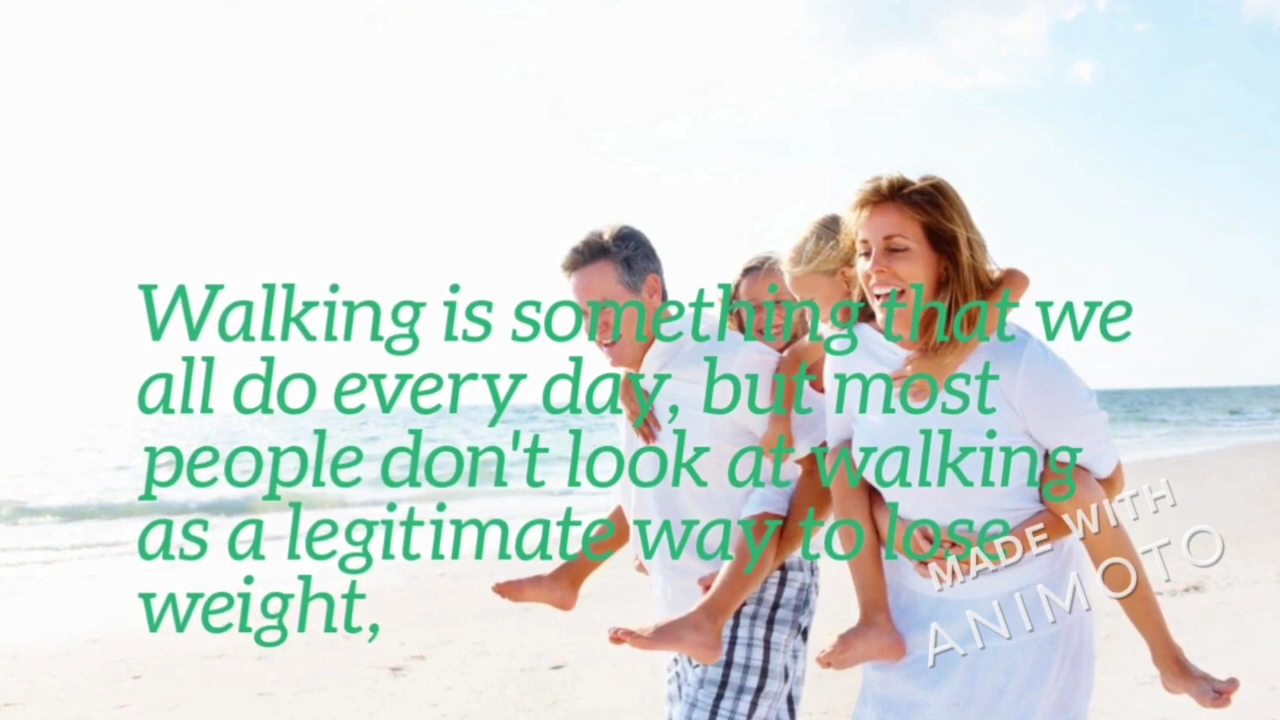 Walking is something that we
all do every day, but most
people don't look at walking
as a legitimate way to lose
weight,
MADE WITH
ANIMOTO